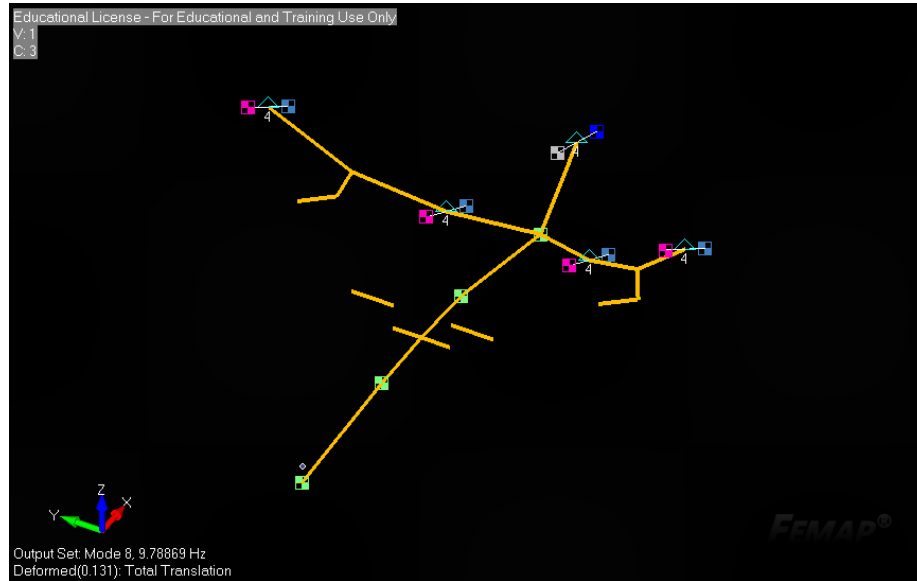 Educational License - For Educational and Training Use Only
V: 1
C: 3
4
4
4
4
4
Z
X
Y
FEMAP®
Output Set: Mode 8, 9.78869 Hz
Deformed(0.131): Total Translation